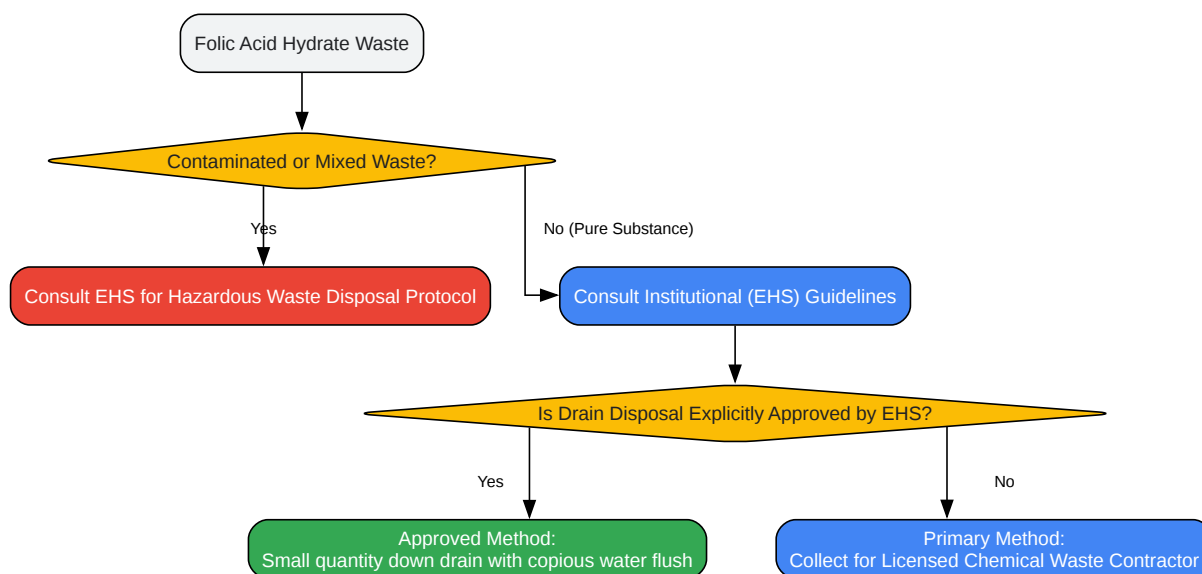 Folic Acid Hydrate Waste
Contaminated or Mixed Waste?
Yes
No (Pure Substance)
Consult EHS for Hazardous Waste Disposal Protocol
Consult Institutional (EHS) Guidelines
Is Drain Disposal Explicitly Approved by EHS?
Yes
No
Approved Method:
Small quantity down drain with copious water flush
Primary Method:
Collect for Licensed Chemical Waste Contractor